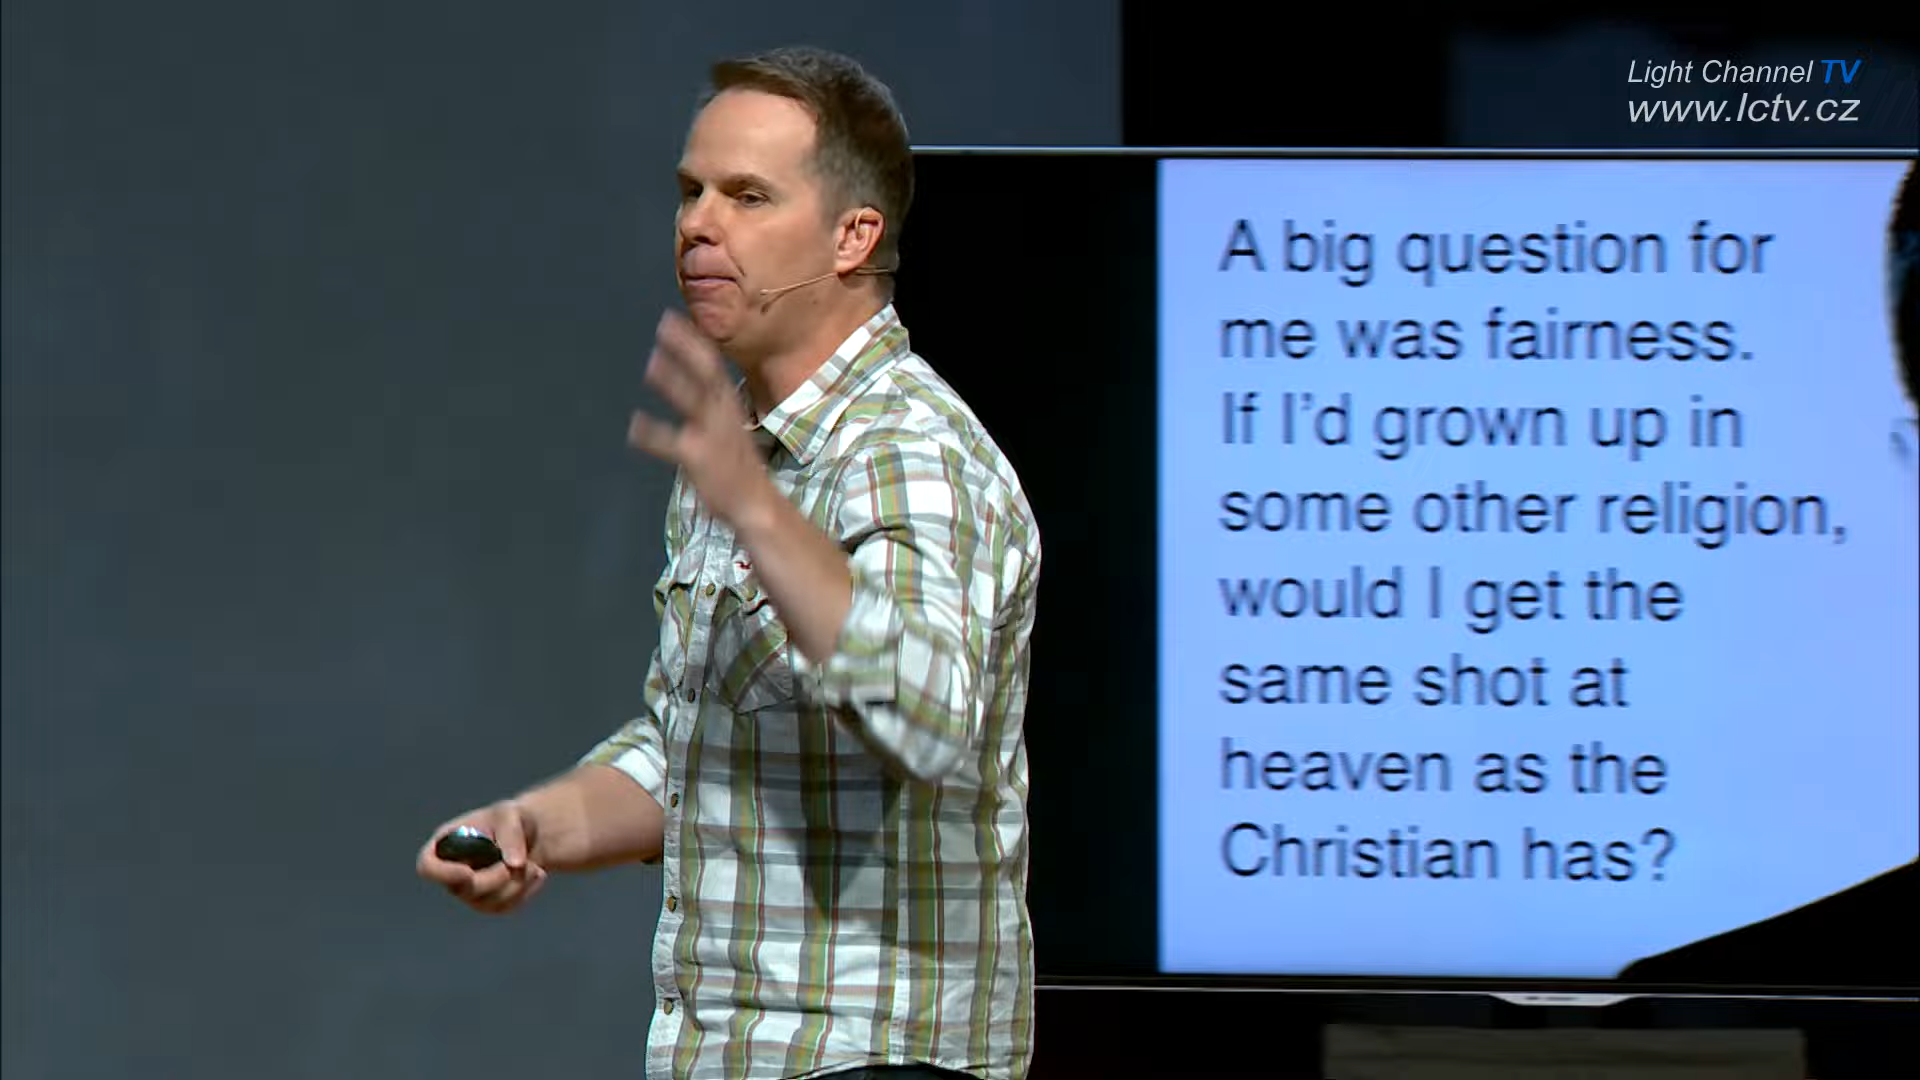 Light Channel TV
www.lctv.cz
A big question for
me was fairness.
If I'd grown up in
some other religion,
would I get the
same shot at
heaven as the
Christian has?